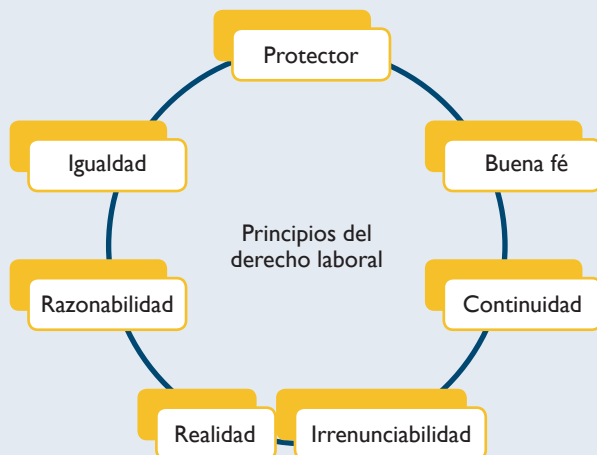 Protector
Igualdad
Buena fé
Principios del
derecho laboral
Razonabilidad
Continuidad
Realidad
Irrenunciabilidad